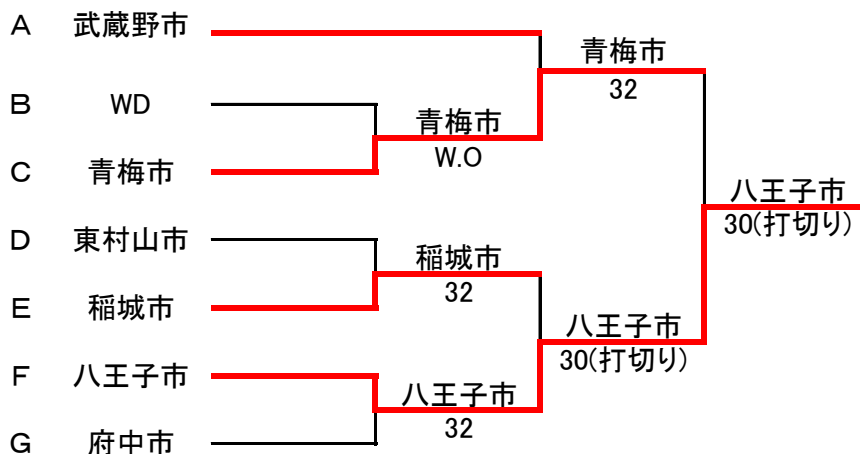 A 武蔵野市
青梅市
32
B WD
青梅市
W.O
C 青梅市
八王子市
30(打切り)
D 東村山市
稲城市
32
E 稲城市
八王子市
30(打切り)
F 八王子市
八王子市
32
G 府中市